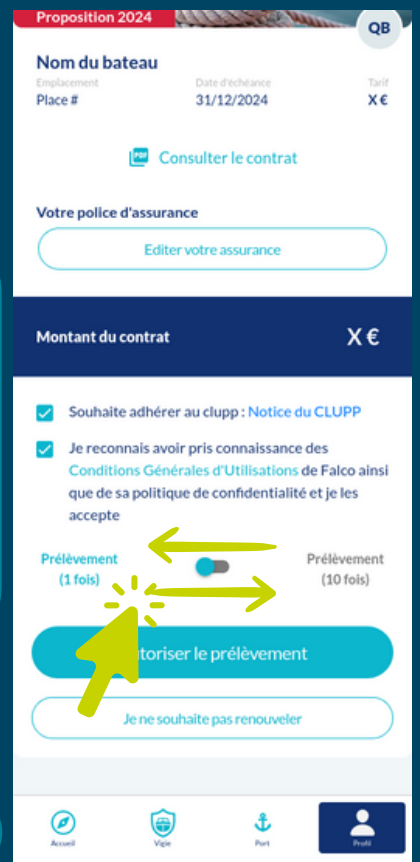 Proposition 2024
QB
Nom du bateau
Emplacement Date d'échéance Tarif
Place # 31/12/2024 X €
PDF Consulter le contrat
Votre police d'assurance
Editer votre assurance
Montant du contrat X €
Souhaite adhérer au clupp : Notice du CLUPP
Je reconnais avoir pris connaissance des
Conditions Générales d'Utilisations de Falco ainsi
que de sa politique de confidentialité et je les
accepte
Prélèvement Prélèvement
(1 fois) (10 fois)
toriser le prélèvement
Je ne souhaite pas renouveler
Accueil Vigie Port Profil